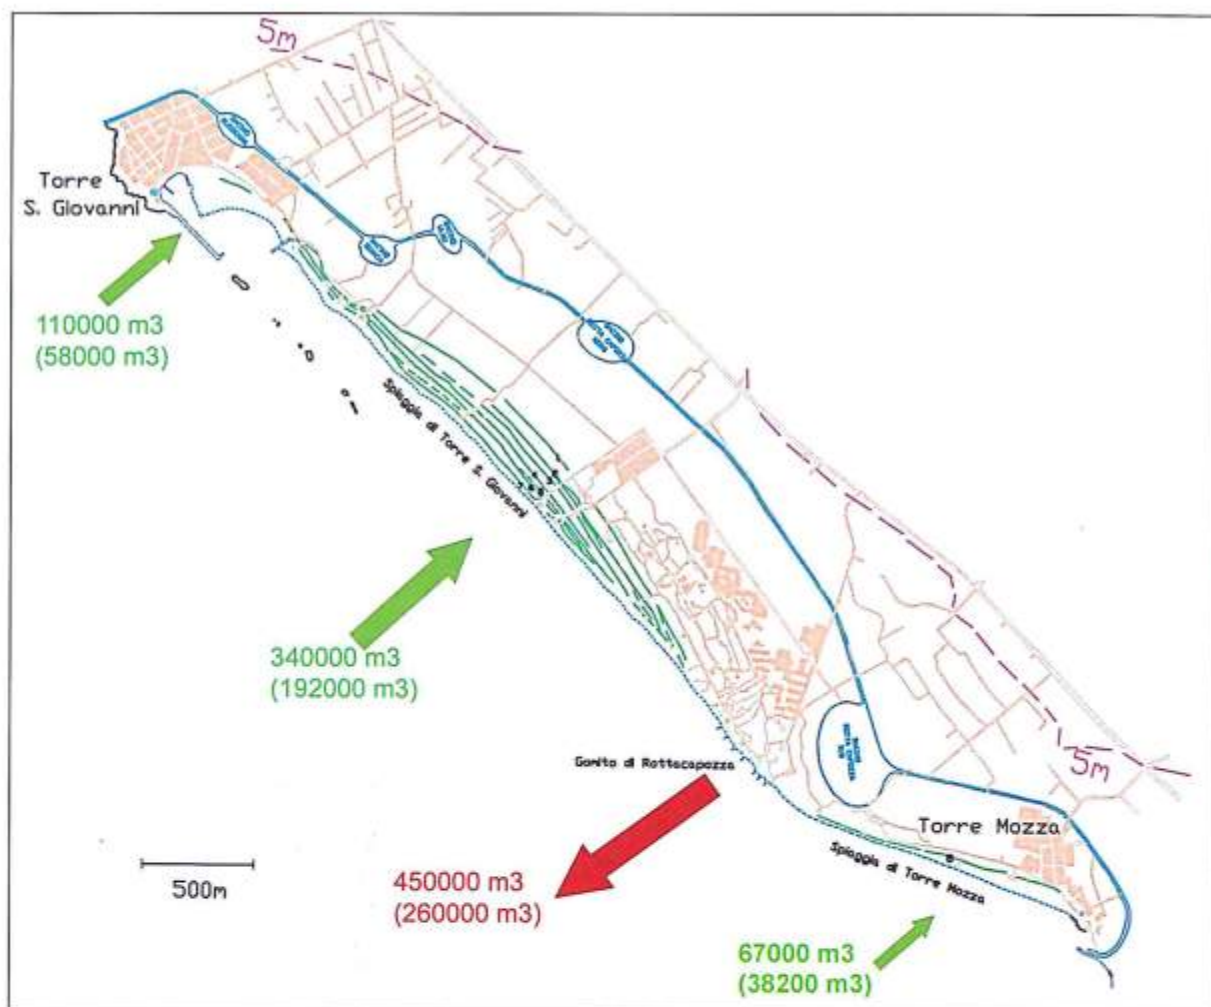 5m
Torre
S. Giovanni
110000 m3
(58000 m3)
Spiaggia di Torre S. Giovanni
340000 m3
(192000 m3)
Gomito di Rottacapozza
5m
Torre Mozza
Spiaggia di Torre Mozza
500m
450000 m3
(260000 m3)
67000 m3
(38200 m3)